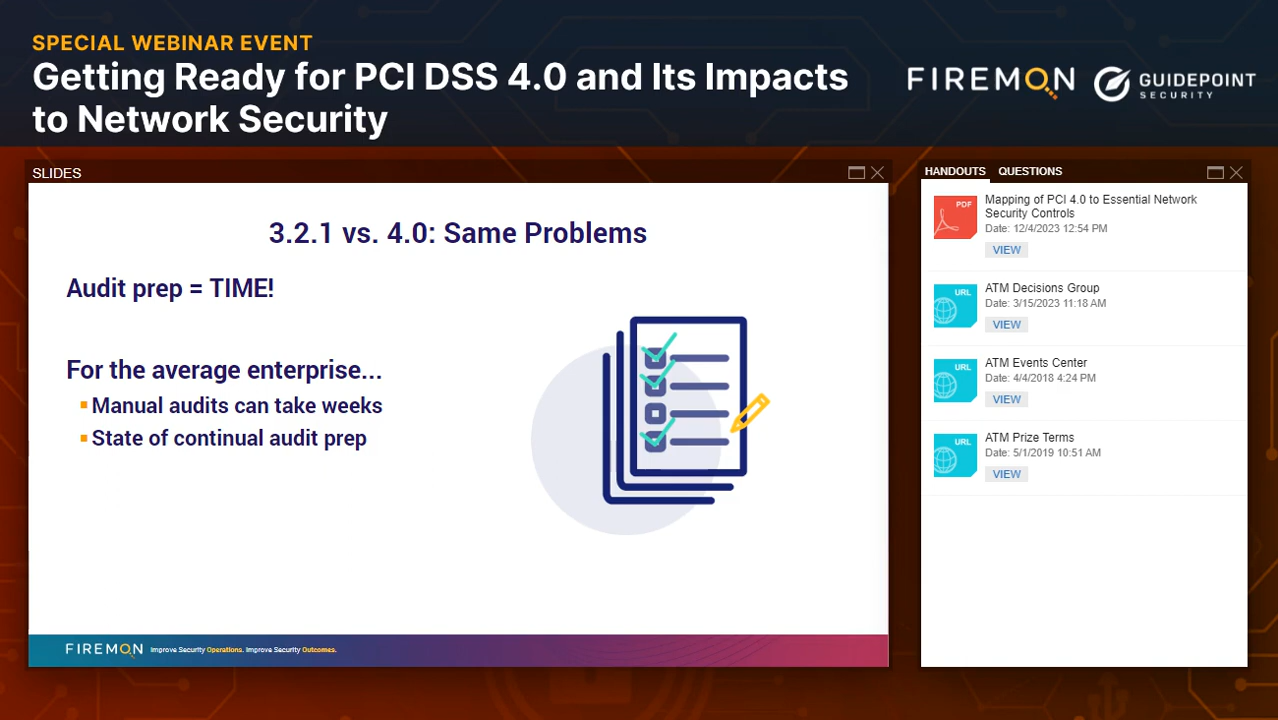 SPECIAL WEBINAR EVENT
Getting Ready for PCI DSS 4.0 and Its Impacts
to Network Security
FIREMON
GUIDEPOINT
SECURITY
SLIDES
3.2.1 vs. 4.0: Same Problems
Audit prep = TIME!
For the average enterprise...
Manual audits can take weeks
State of continual audit prep
FIREMON Improve Security Operations. Improve Security Outcomes.
HANDOUTS QUESTIONS
PDF
Mapping of PCI 4.0 to Essential Network
Security Controls
Date: 12/4/2023 12:54 PM
VIEW
URL
ATM Decisions Group
Date: 3/15/2023 11:18 AM
VIEW
URL
ATM Events Center
Date: 4/4/2018 4:24 PM
VIEW
URL
ATM Prize Terms
Date: 5/1/2019 10:51 AM
VIEW